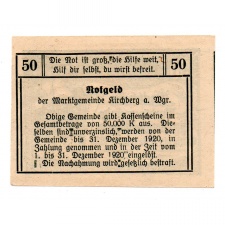 50 Die Not ist groß, die Hilfe weit, 50
Hilf dir selbst, du wirst befreit.
Notgeld
der Marktgemeinde Kirchberg a. Wgr.
Obige Gemeinde gibt Kassenscheine im
Gesamtbetrage von 50.000 K aus. Die-
selben sind unverzinslich, werden von der
Gemeinde bis 31. Dezember 1920, in
Zahlung genommen und in der Zeit vom
1. bis 31. Dezember 1920 eingelöst.
Die Nachahmung wird gesetzlich bestraft.